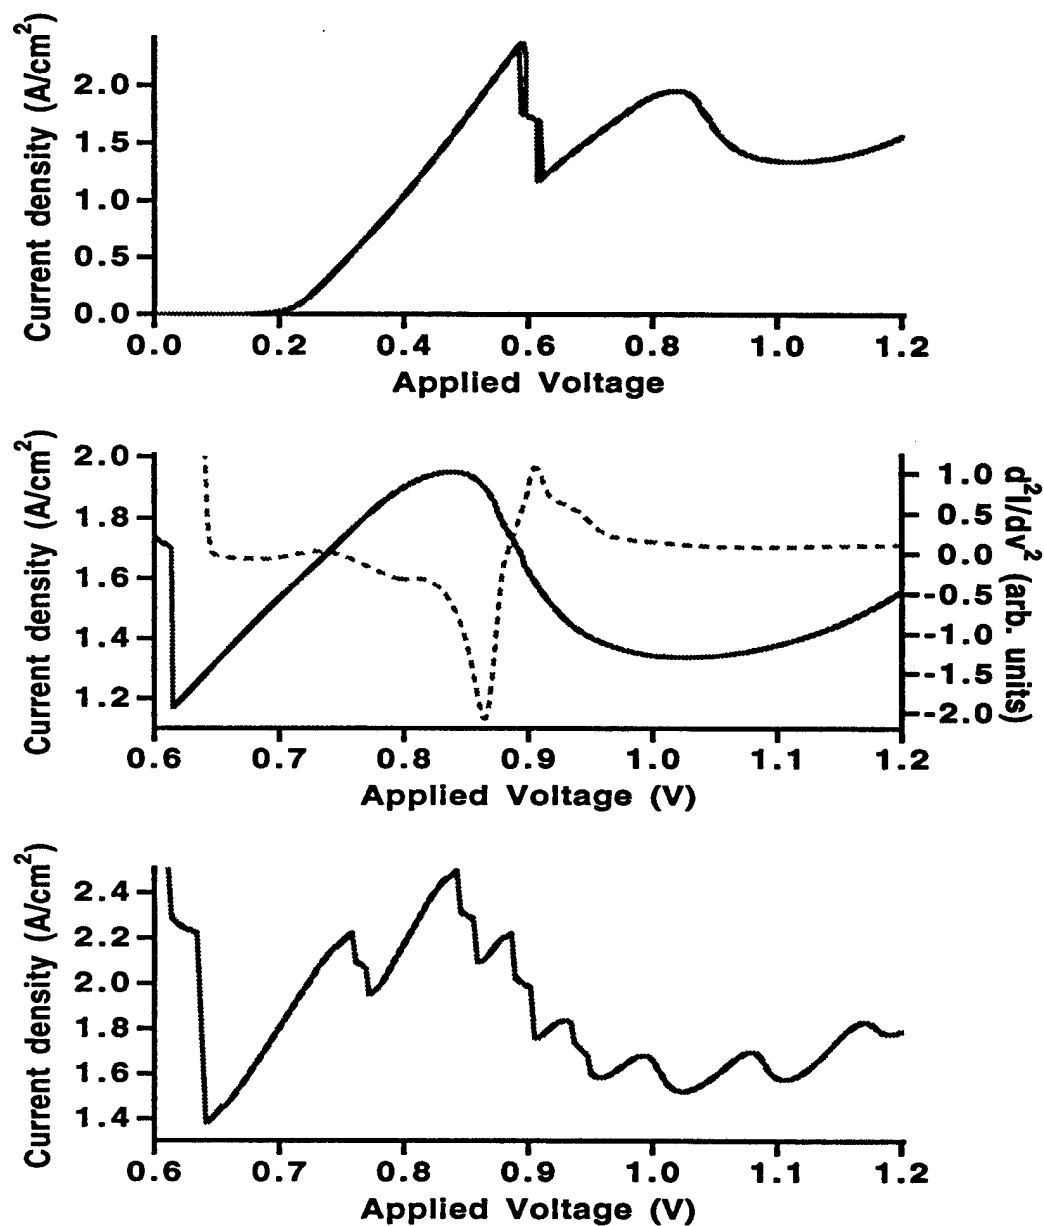 Current density (A/cm²)
2.0
1.5
1.0
0.5
0.0
0.0 0.2 0.4 0.6 0.8 1.0 1.2
Applied Voltage
Current density (A/cm²)
2.0
1.8
1.6
1.4
1.2
1.0
0.5
0.0
-0.5
-1.0
-1.5
-2.0
d²I/dv² (arb. units)
0.6 0.7 0.8 0.9 1.0 1.1 1.2
Applied Voltage (V)
Current density (A/cm²)
2.4
2.2
2.0
1.8
1.6
1.4
0.6 0.7 0.8 0.9 1.0 1.1 1.2
Applied Voltage (V)